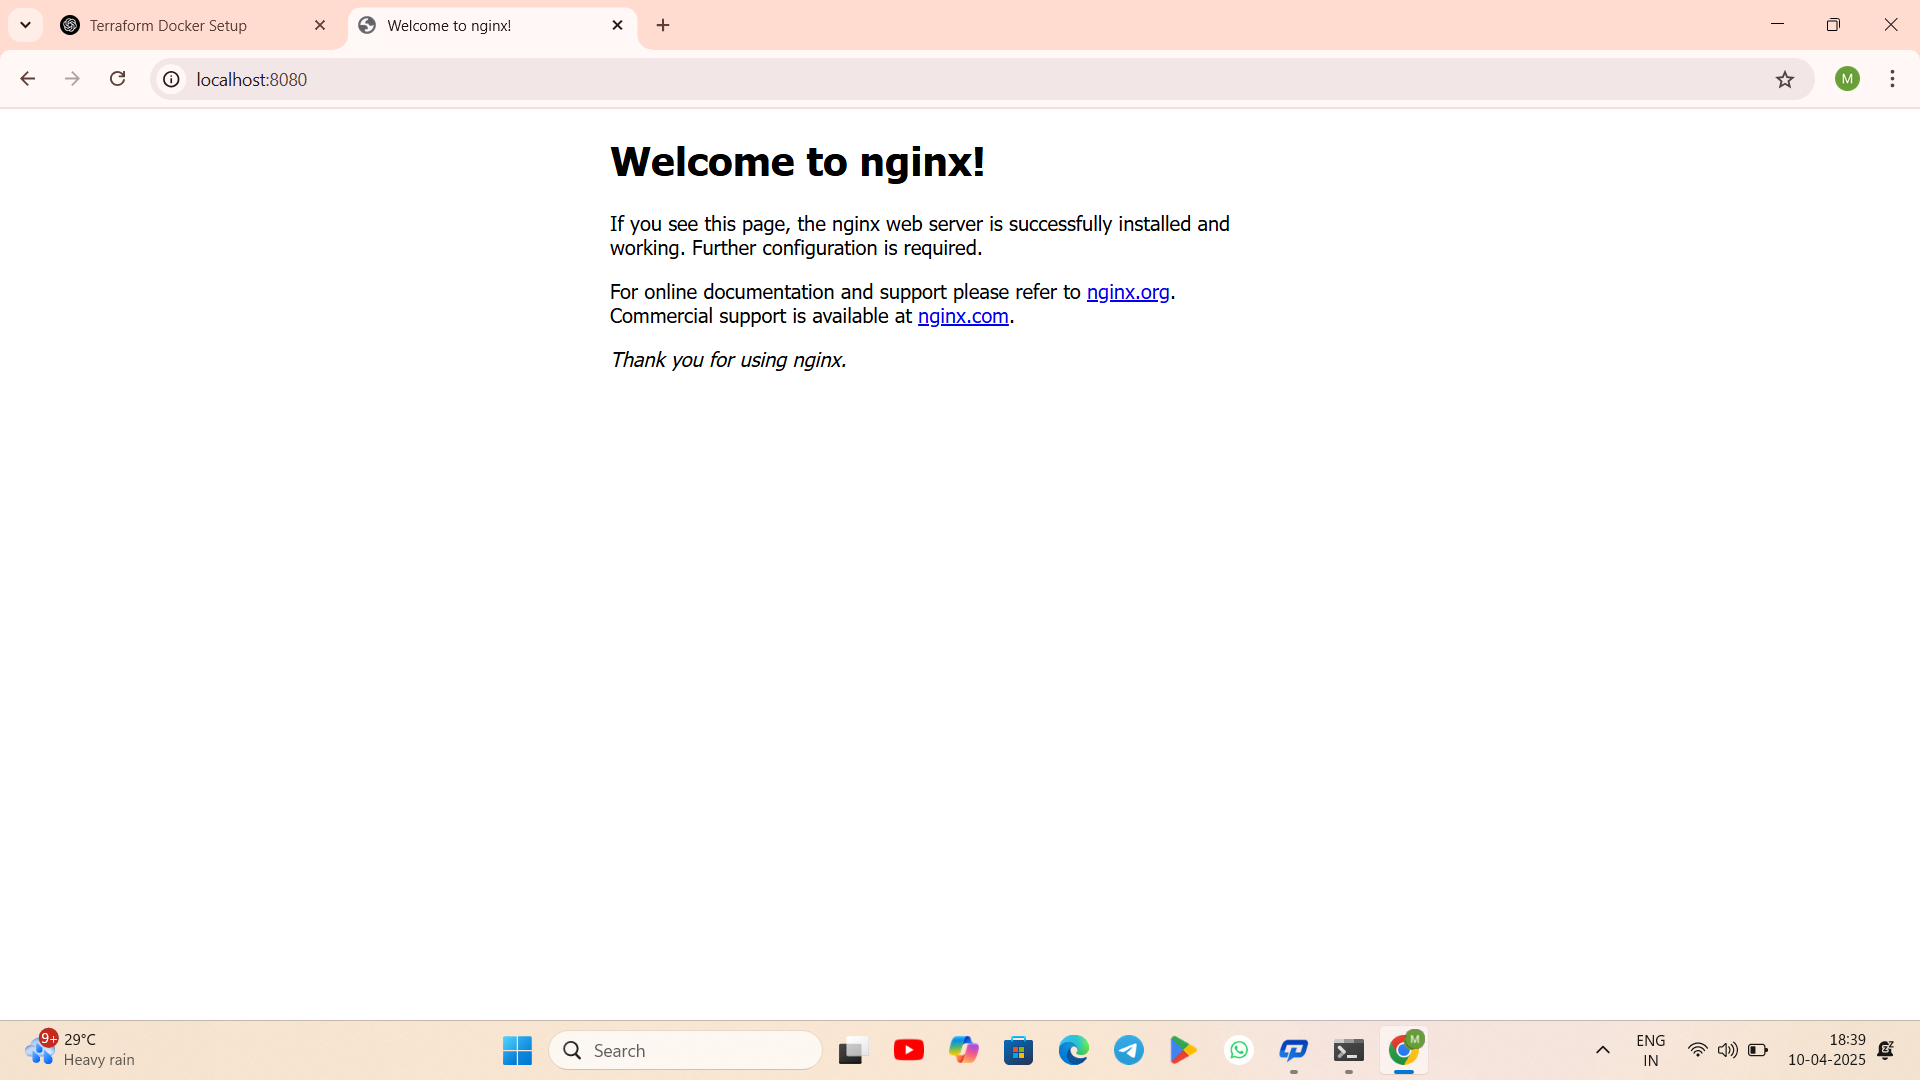 Terraform Docker Setup
Welcome to nginx!
localhost:8080
M
Welcome to nginx!
If you see this page, the nginx web server is successfully installed and
working. Further configuration is required.
For online documentation and support please refer to nginx.org.
Commercial support is available at nginx.com.
Thank you for using nginx.
9+
29°C
Heavy rain
Search
M
ENG
IN
18:39
10-04-2025